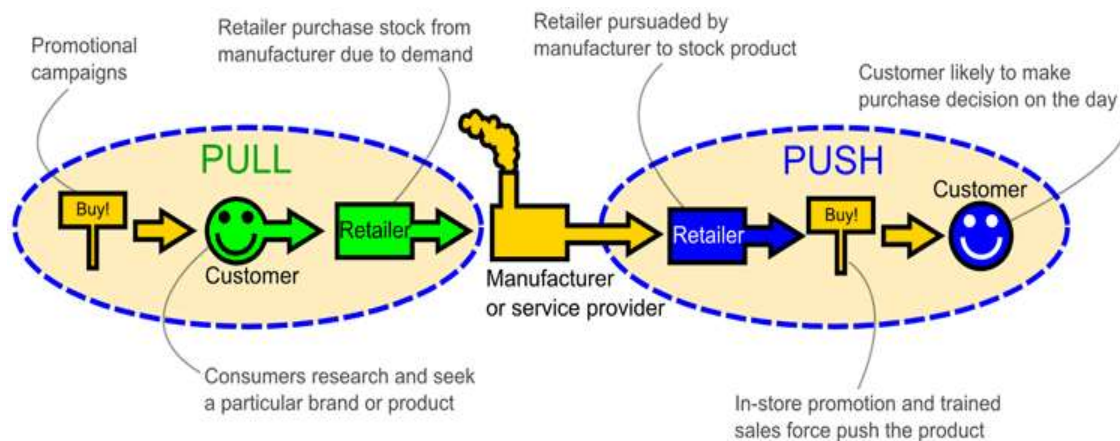 Promotional
campaigns
Retailer purchase stock from
manufacturer due to demand
Retailer pursuaded by
manufacturer to stock product
Customer likely to make
purchase decision on the day
PULL
Buy!
Customer
Retailer
Manufacturer
or service provider
PUSH
Retailer
Buy!
Customer
Consumers research and seek
a particular brand or product
In-store promotion and trained
sales force push the product